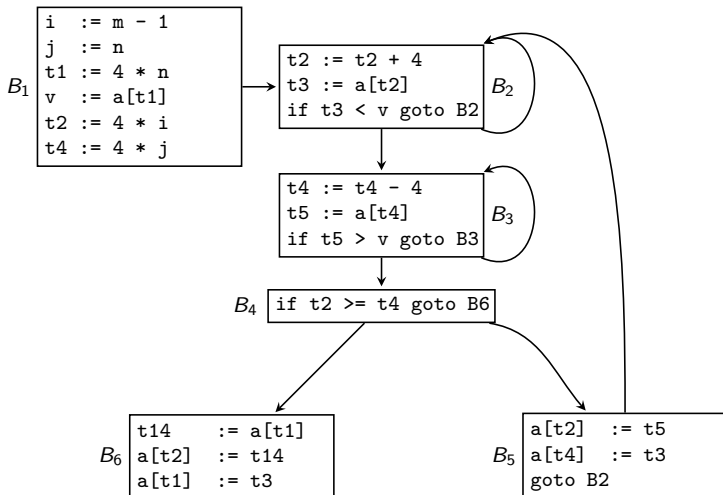 B1
i := m - 1
j := n
t1 := 4 * n
v := a[t1]
t2 := 4 * i
t4 := 4 * j
t2 := t2 + 4
t3 := a[t2]
if t3 < v goto B2
B2
t4 := t4 - 4
t5 := a[t4]
if t5 > v goto B3
B3
B4
if t2 >= t4 goto B6
B6
t14 := a[t1]
a[t2] := t14
a[t1] := t3
B5
a[t2] := t5
a[t4] := t3
goto B2